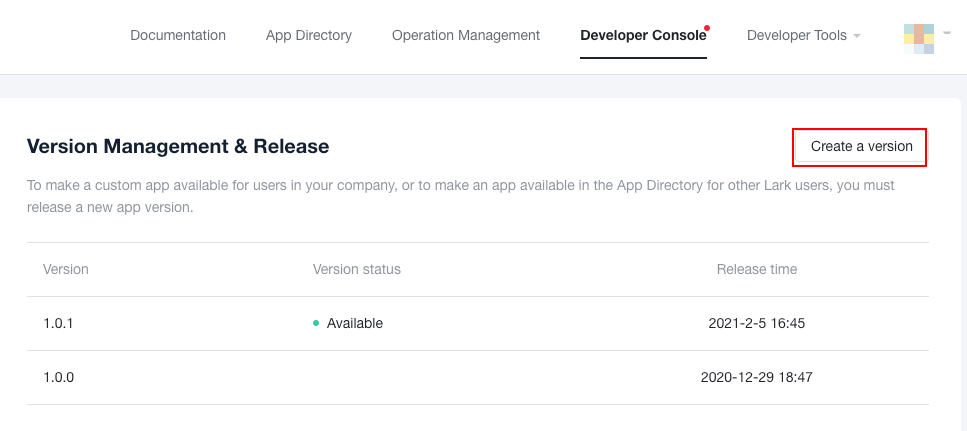 Documentation App Directory Operation Management Developer Console Developer Tools
Version Management & Release Create a version
To make a custom app available for users in your company, or to make an app available in the App Directory for other Lark users, you must
release a new app version.
Version Version status Release time
1.0.1 Available 2021-2-5 16:45
1.0.0 2020-12-29 18:47